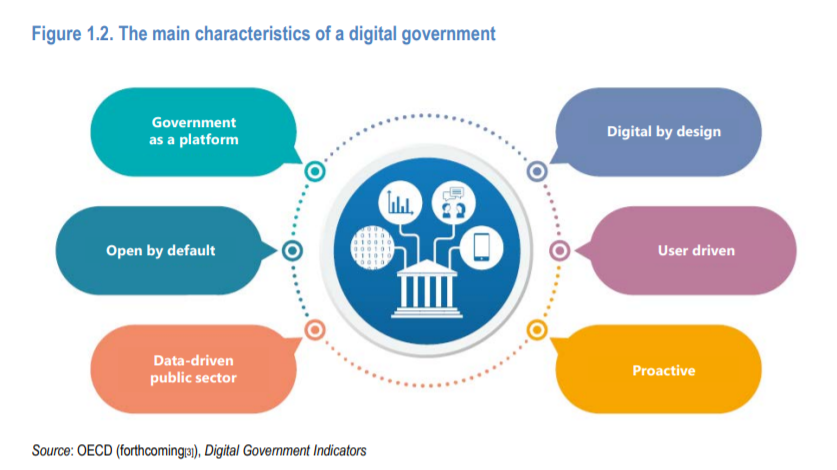 Figure 1.2. The main characteristics of a digital government
Government
as a platform
Digital by design
Open by default
User driven
Data-driven
public sector
Proactive
Source: OECD (forthcoming[3]), Digital Government Indicators